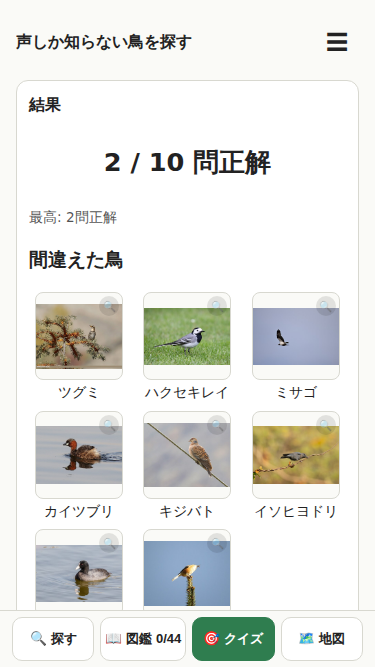 声しか知らない鳥を探す
結果
2 / 10 問正解
最高: 2問正解
間違えた鳥
ツグミ
ハクセキレイ
ミサゴ
カイツブリ
キジバト
イソヒヨドリ
探す
図鑑 0/44
クイズ
地図